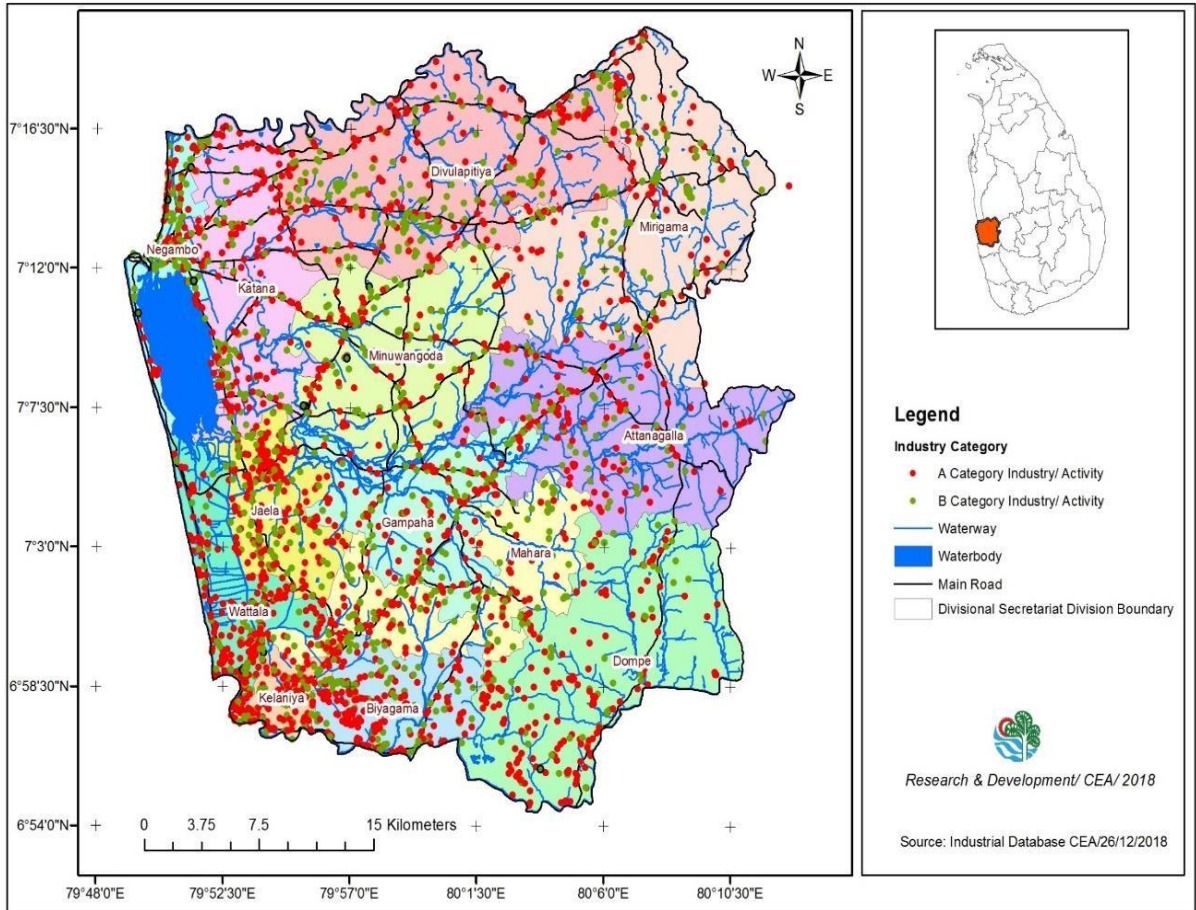 N
W E
S
7°16'30"N
Divulapitiya
Mirigama
Negambo
7°12'0"N
Katana
Minuwangoda
7°7'30"N
Attanagalla
Jaela
Gampaha
7°3'0"N
Mahara
Wattala
Dompe
6°58'30"N
Kelaniya
Biyagama
6°54'0"N
0 3.75 7.5 15 Kilometers
79°48'0"E 79°52'30"E 79°57'0"E 80°1'30"E 80°6'0"E 80°10'30"E
Legend
Industry Category
A Category Industry/ Activity
B Category Industry/ Activity
Waterway
Waterbody
Main Road
Divisional Secretariat Division Boundary
Research & Development/ CEA/ 2018
Source: Industrial Database CEA/26/12/2018